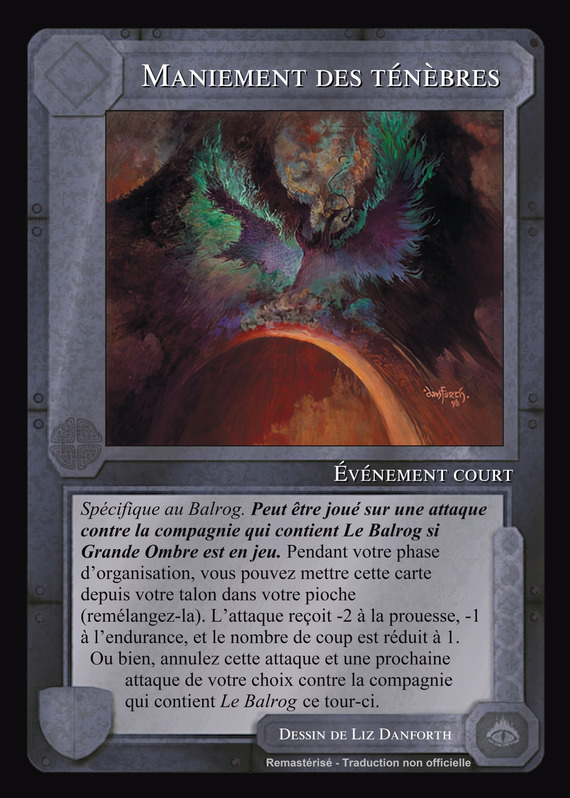 Maniement des ténèbres
danforth.
98
Événement court
Spécifique au Balrog. Peut être joué sur une attaque
contre la compagnie qui contient Le Balrog si
Grande Ombre est en jeu. Pendant votre phase
d’organisation, vous pouvez mettre cette carte
depuis votre talon dans votre pioche
(remélangez-la). L’attaque reçoit -2 à la prouesse, -1
à l’endurance, et le nombre de coup est réduit à 1.
Ou bien, annulez cette attaque et une prochaine
attaque de votre choix contre la compagnie
qui contient Le Balrog ce tour-ci.
Dessin de Liz Danforth
Remastérisé - Traduction non officielle